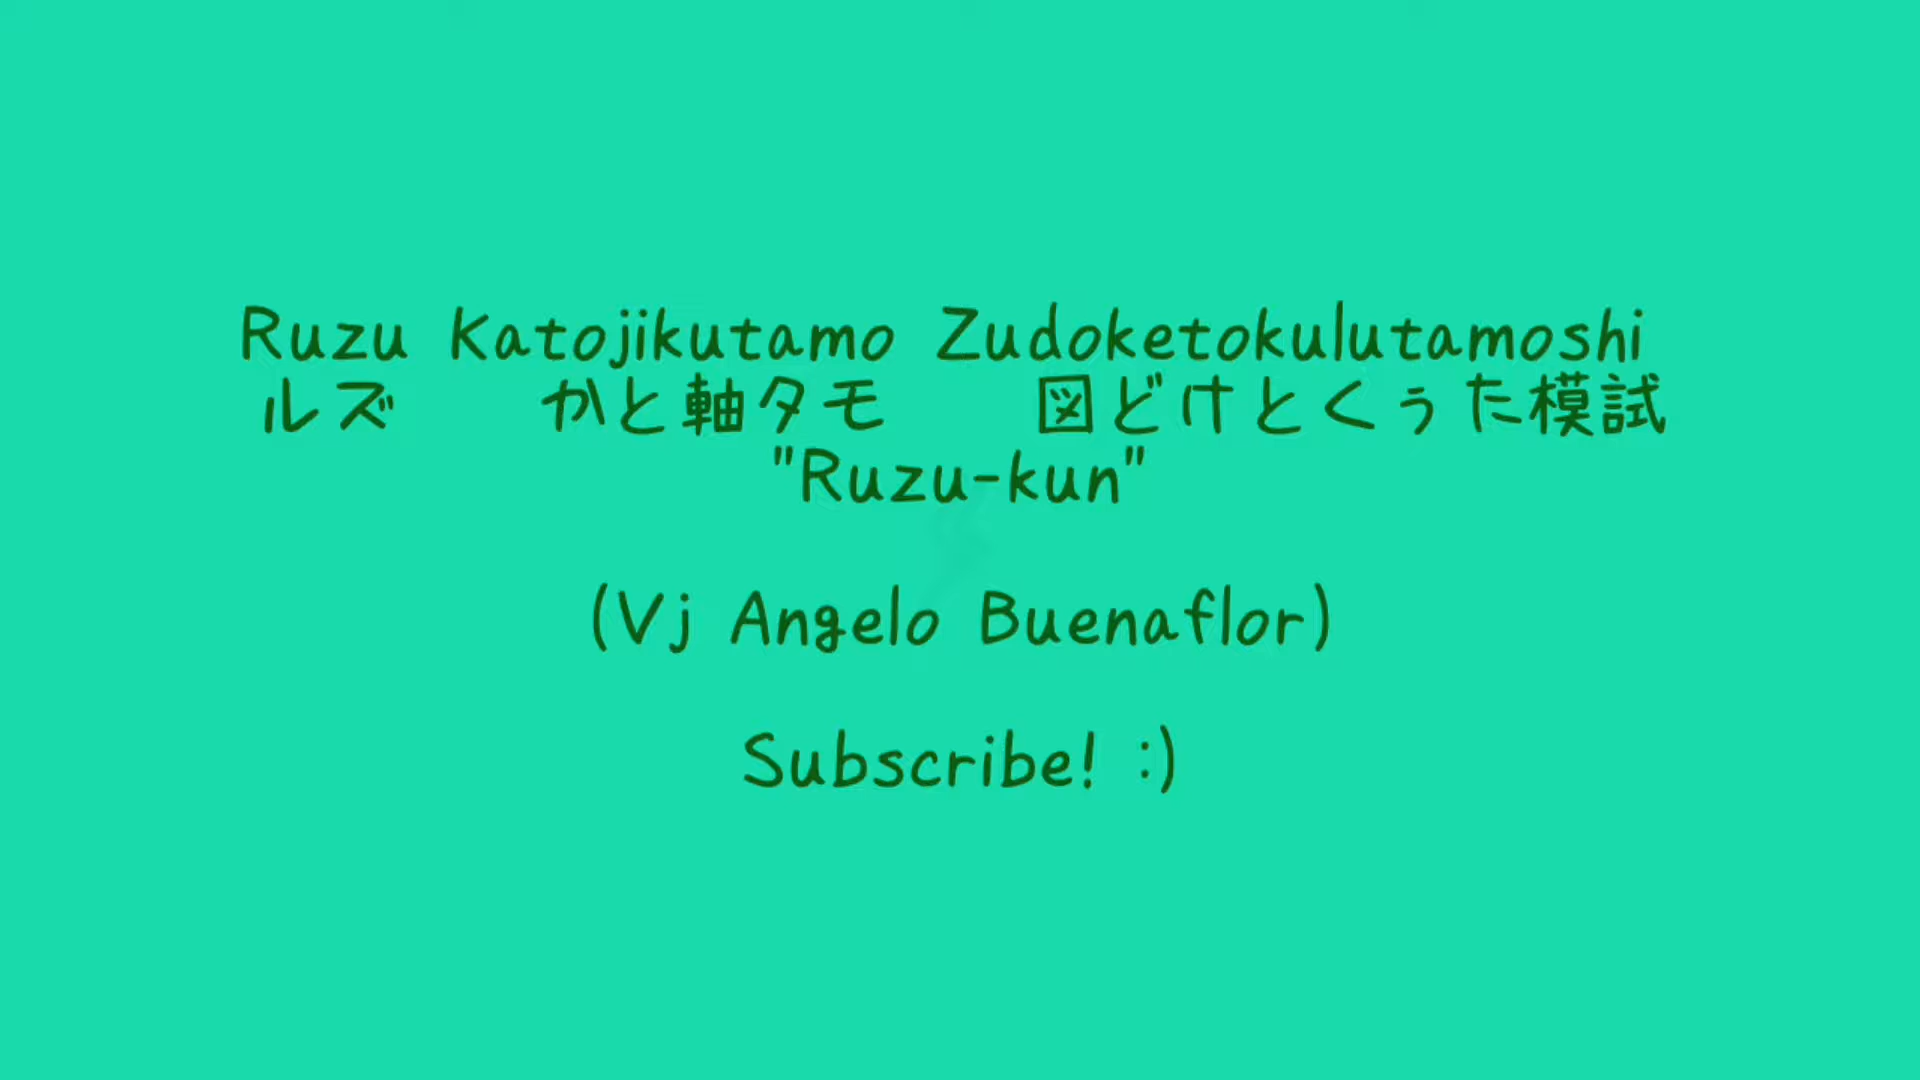 Ruzu Katojikutamo Zudoketokulutamoshi
ルズ かと軸タモ 図どけとくぅた模試
"Ruzu-kun"
(Vj Angelo Buenaflor)
Subscribe! :)